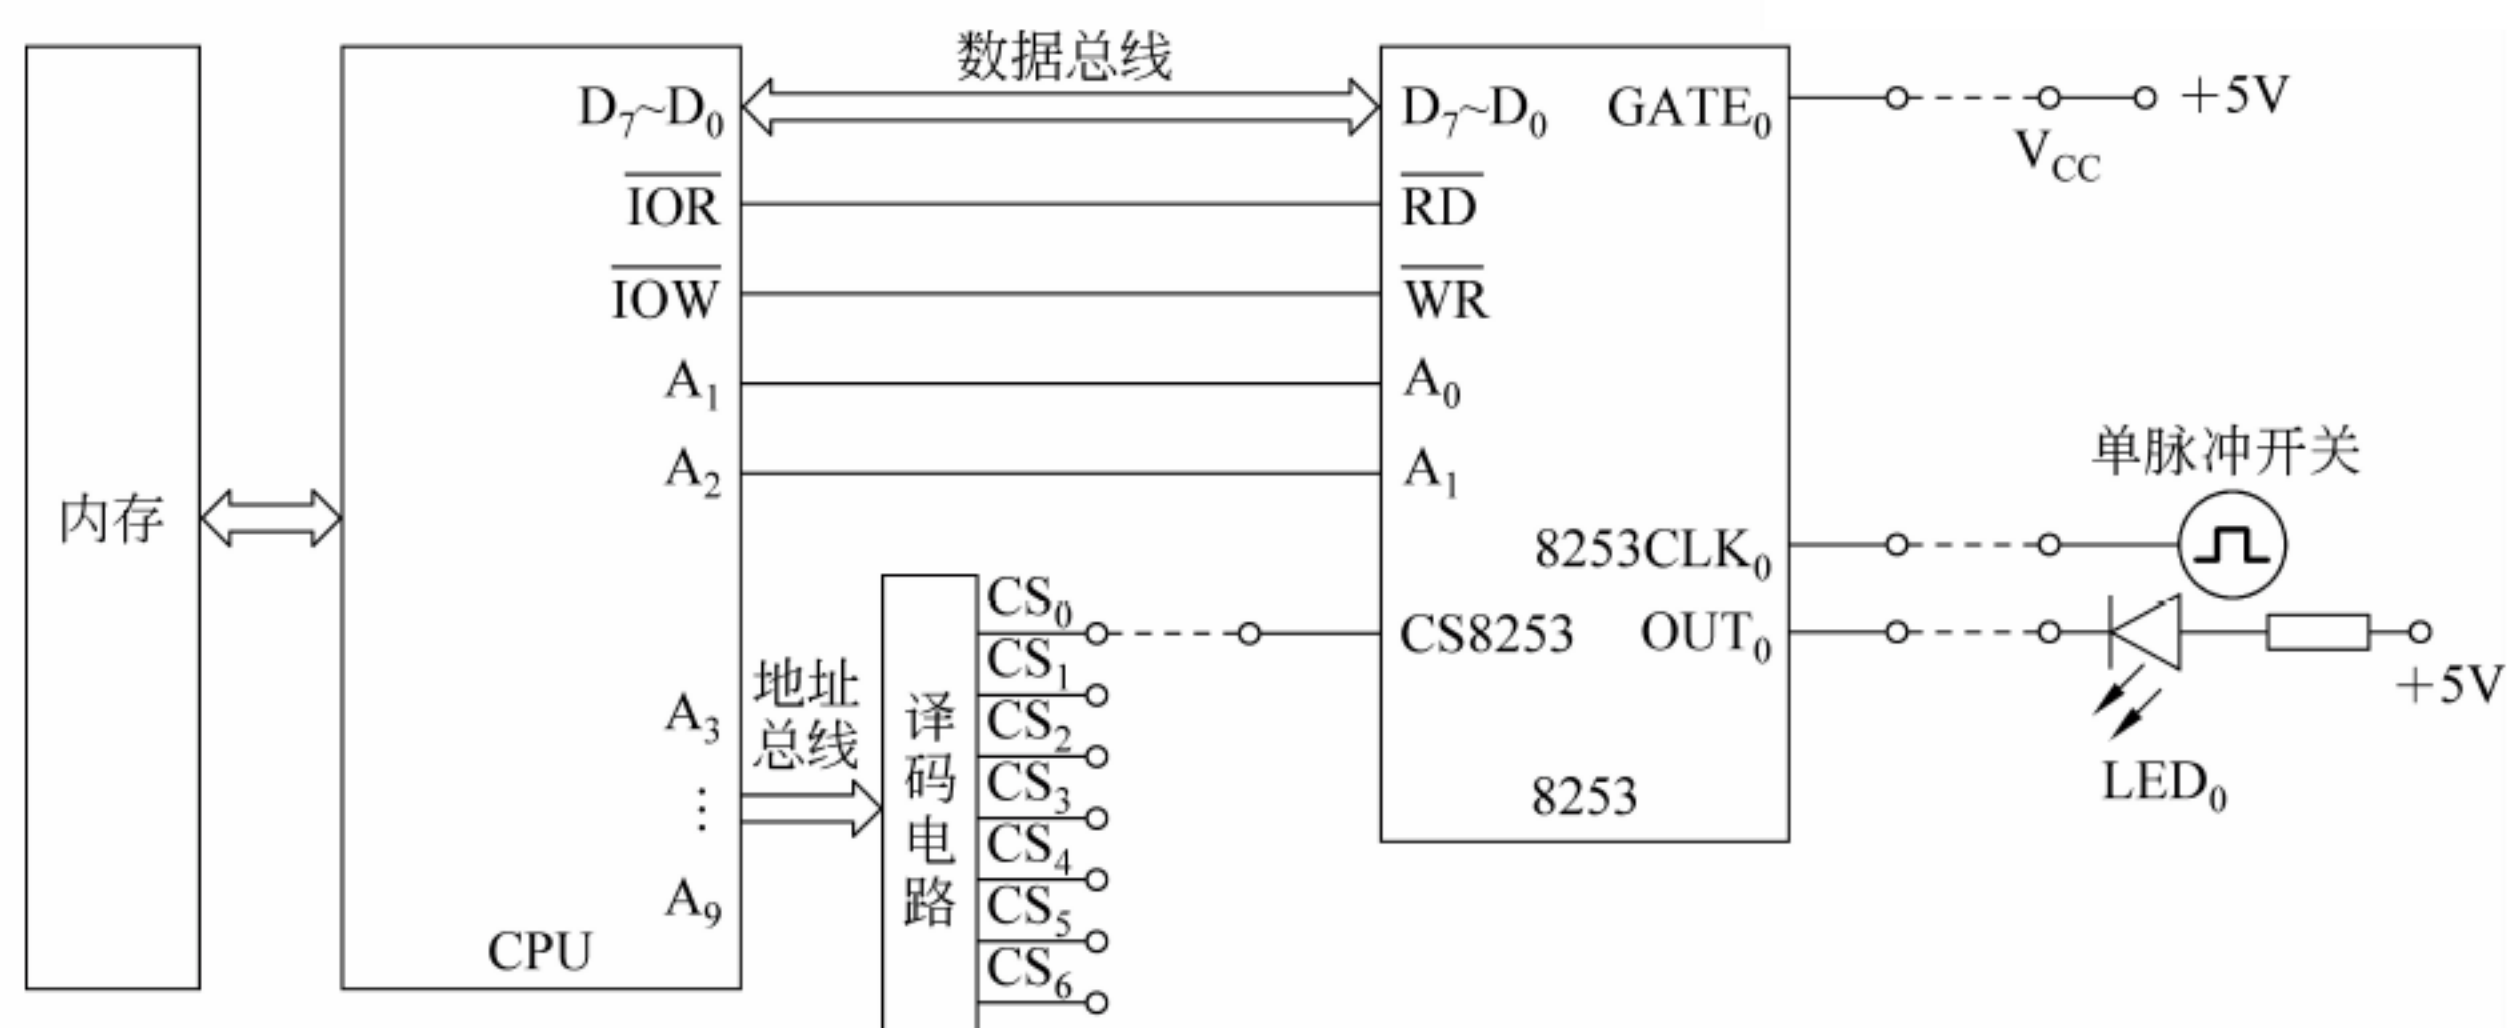 数据总线
D7~D0
D7~D0
GATE0
+5V
VCC
IOR
RD
IOW
WR
A1
A0
A2
A1
单脉冲开关
内存
8253CLK0
CS0
CS8253
OUT0
CS1
+5V
地址
总线
A3
CS2
译码电路
CS3
LED0
8253
CS4
A9
CS5
CPU
CS6